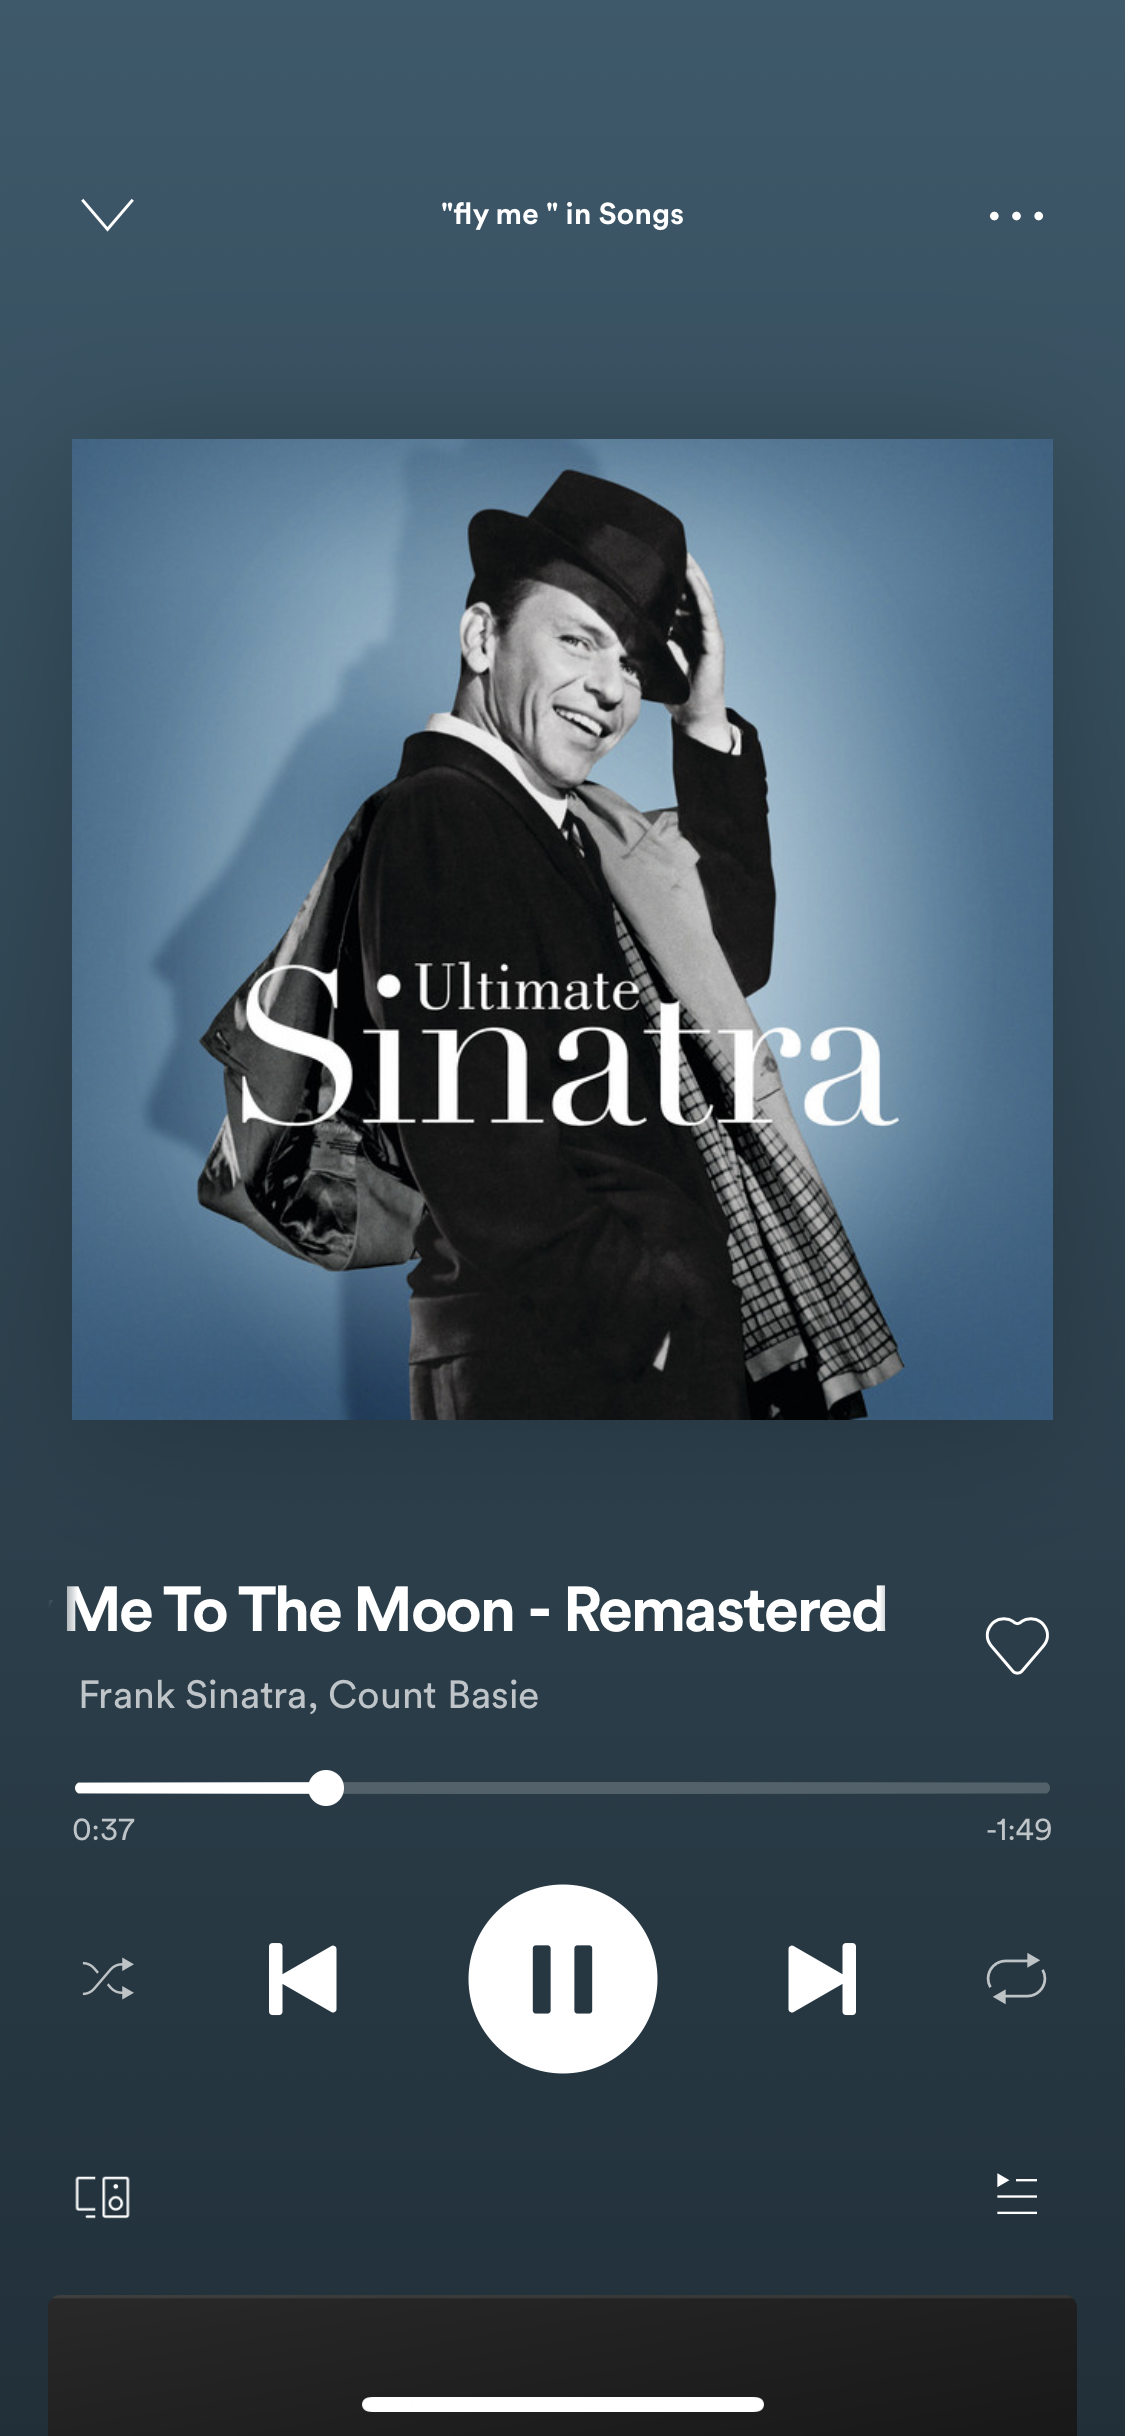 "fly me " in Songs
Ultimate
Sinatra
Me To The Moon - Remastered
Frank Sinatra, Count Basie
0:37
-1:49